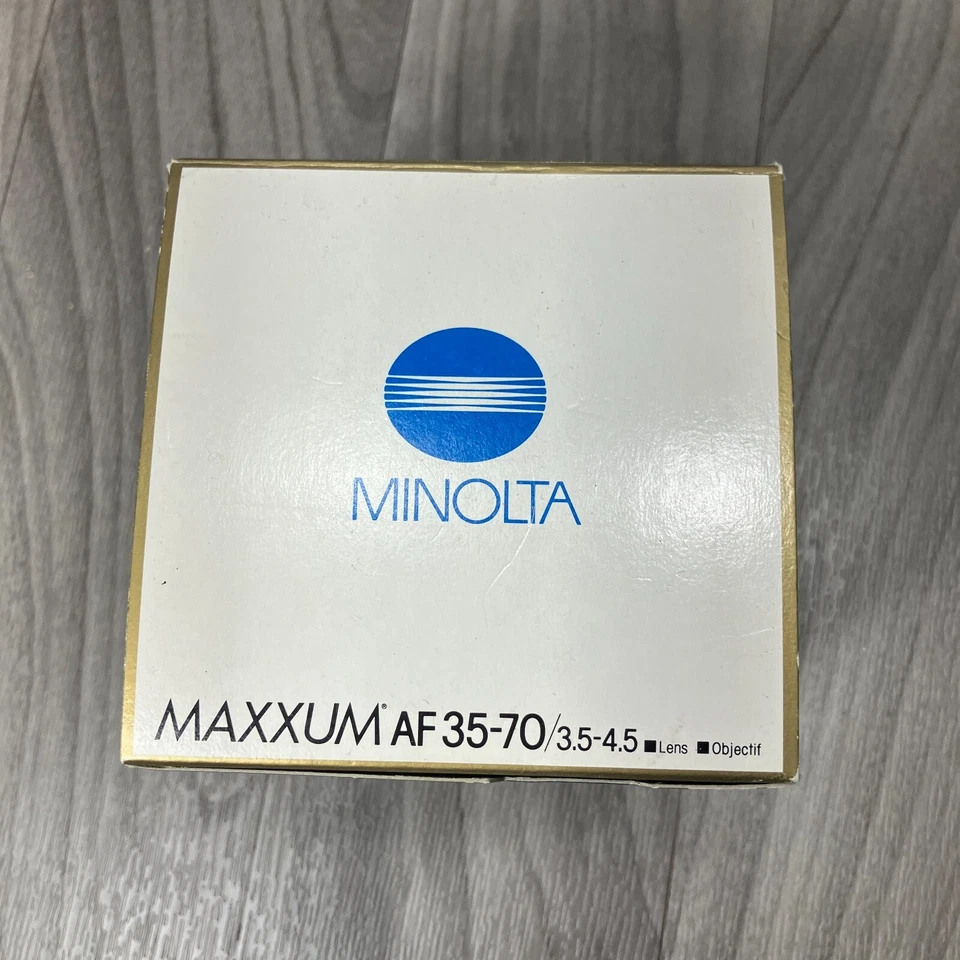 MINOLTA
MAXXUM® AF 35-70/3.5-4.5 ■Lens ■Objectif